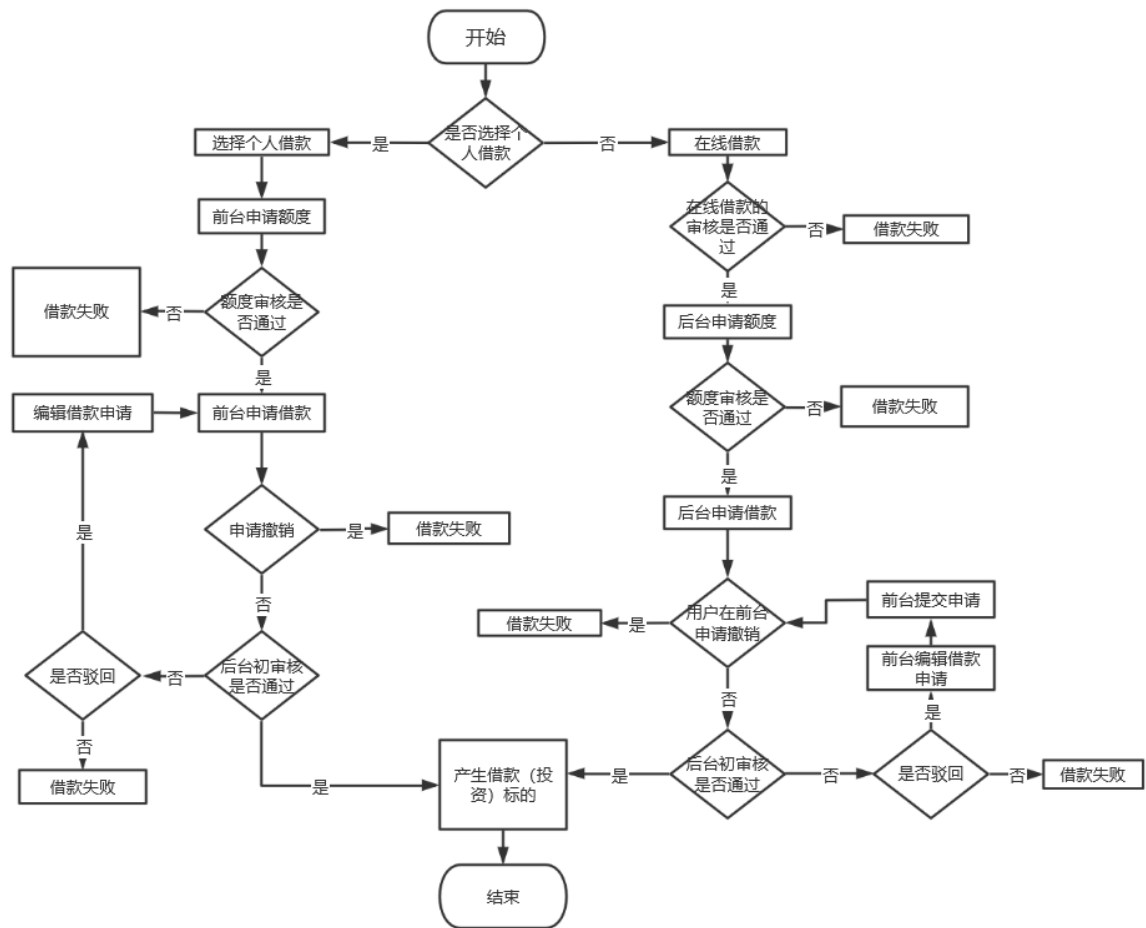 开始
是否选择个
人借款
是
否
选择个人借款
在线借款
前台申请额度
在线借款的
审核是否通
过
否
借款失败
是
借款失败
否
额度审核是
否通过
后台申请额度
是
编辑借款申请
前台申请借款
额度审核是
否通过
否
借款失败
是
后台申请借款
是
申请撤销
是
借款失败
否
借款失败
是
用户在前台
申请撤销
前台提交申请
前台编辑借款
申请
是否驳回
否
后台初审核
是否通过
否
是
否
借款失败
是
产生借款（投
资）标的
是
后台初审核
是否通过
否
是否驳回
否
借款失败
结束